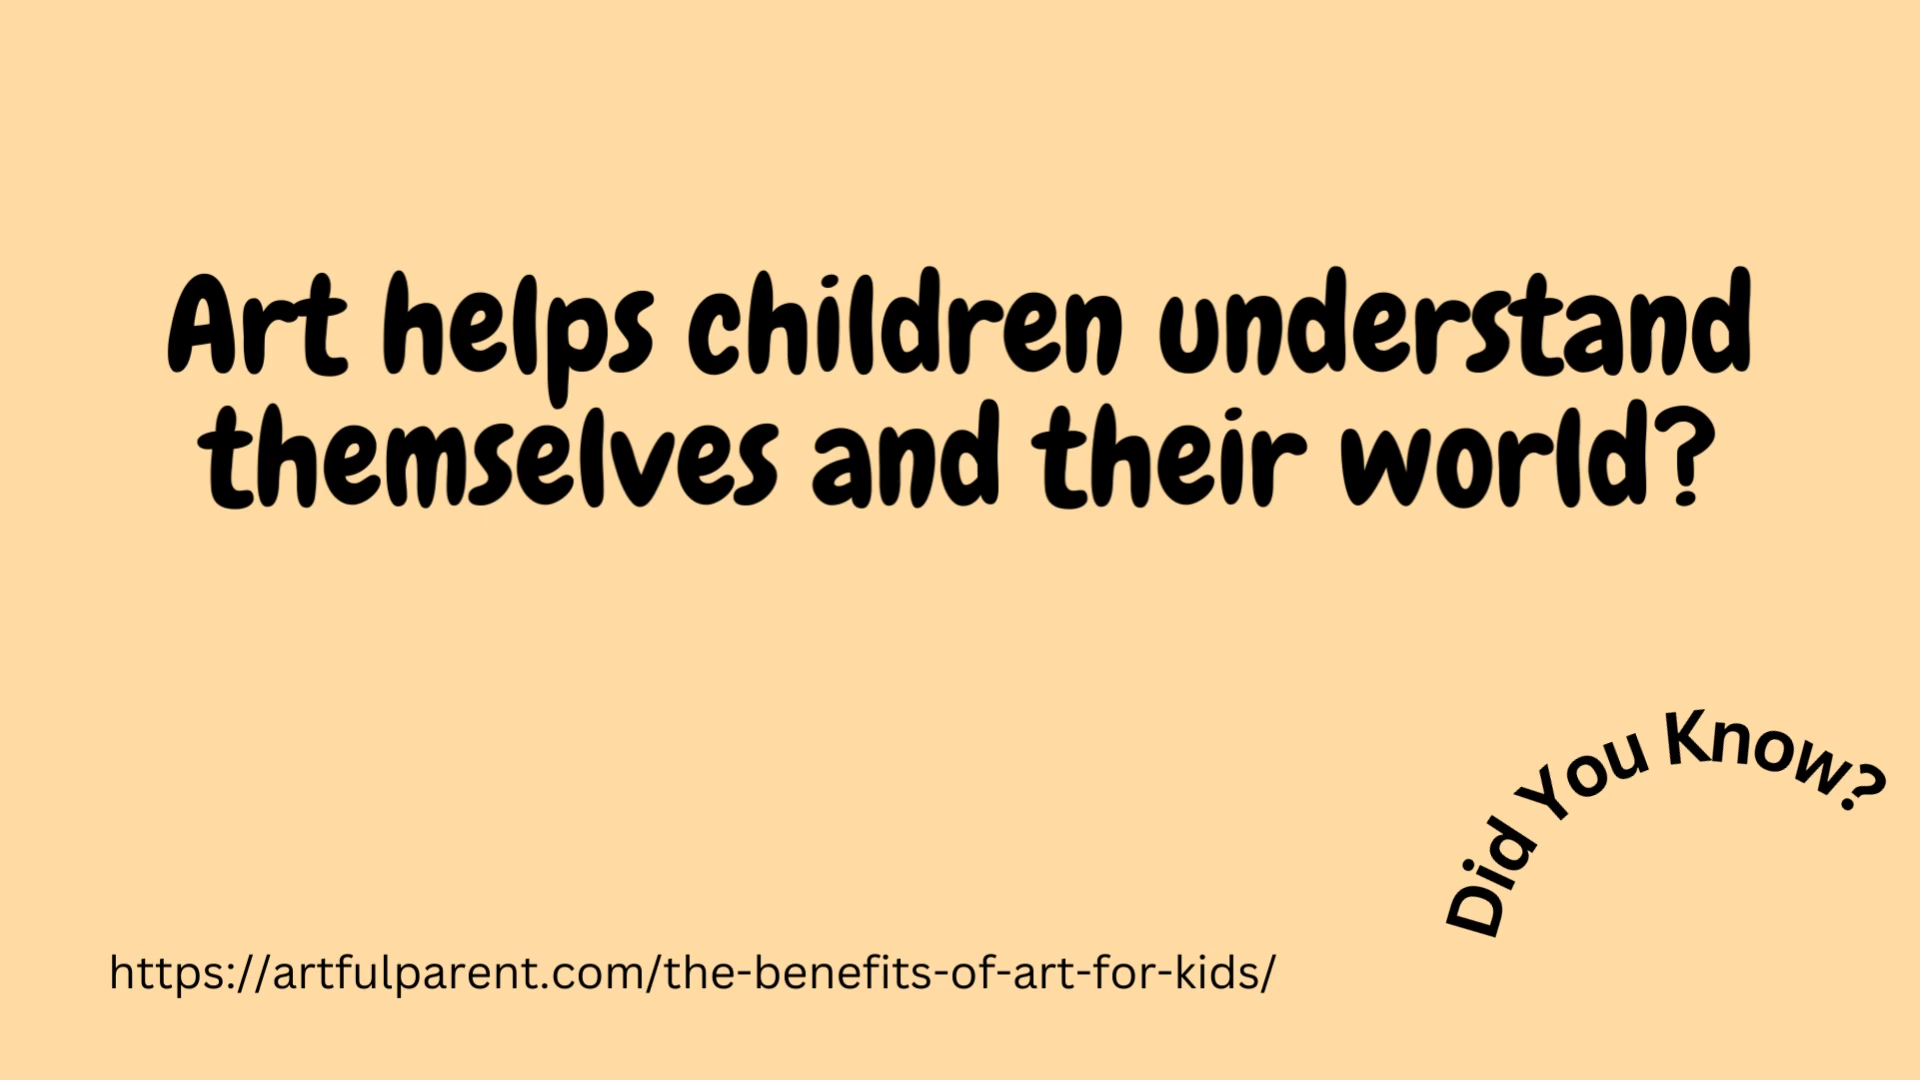 Art helps children understand
themselves and their world?
Did You Know?
https://artfulparent.com/the-benefits-of-art-for-kids/